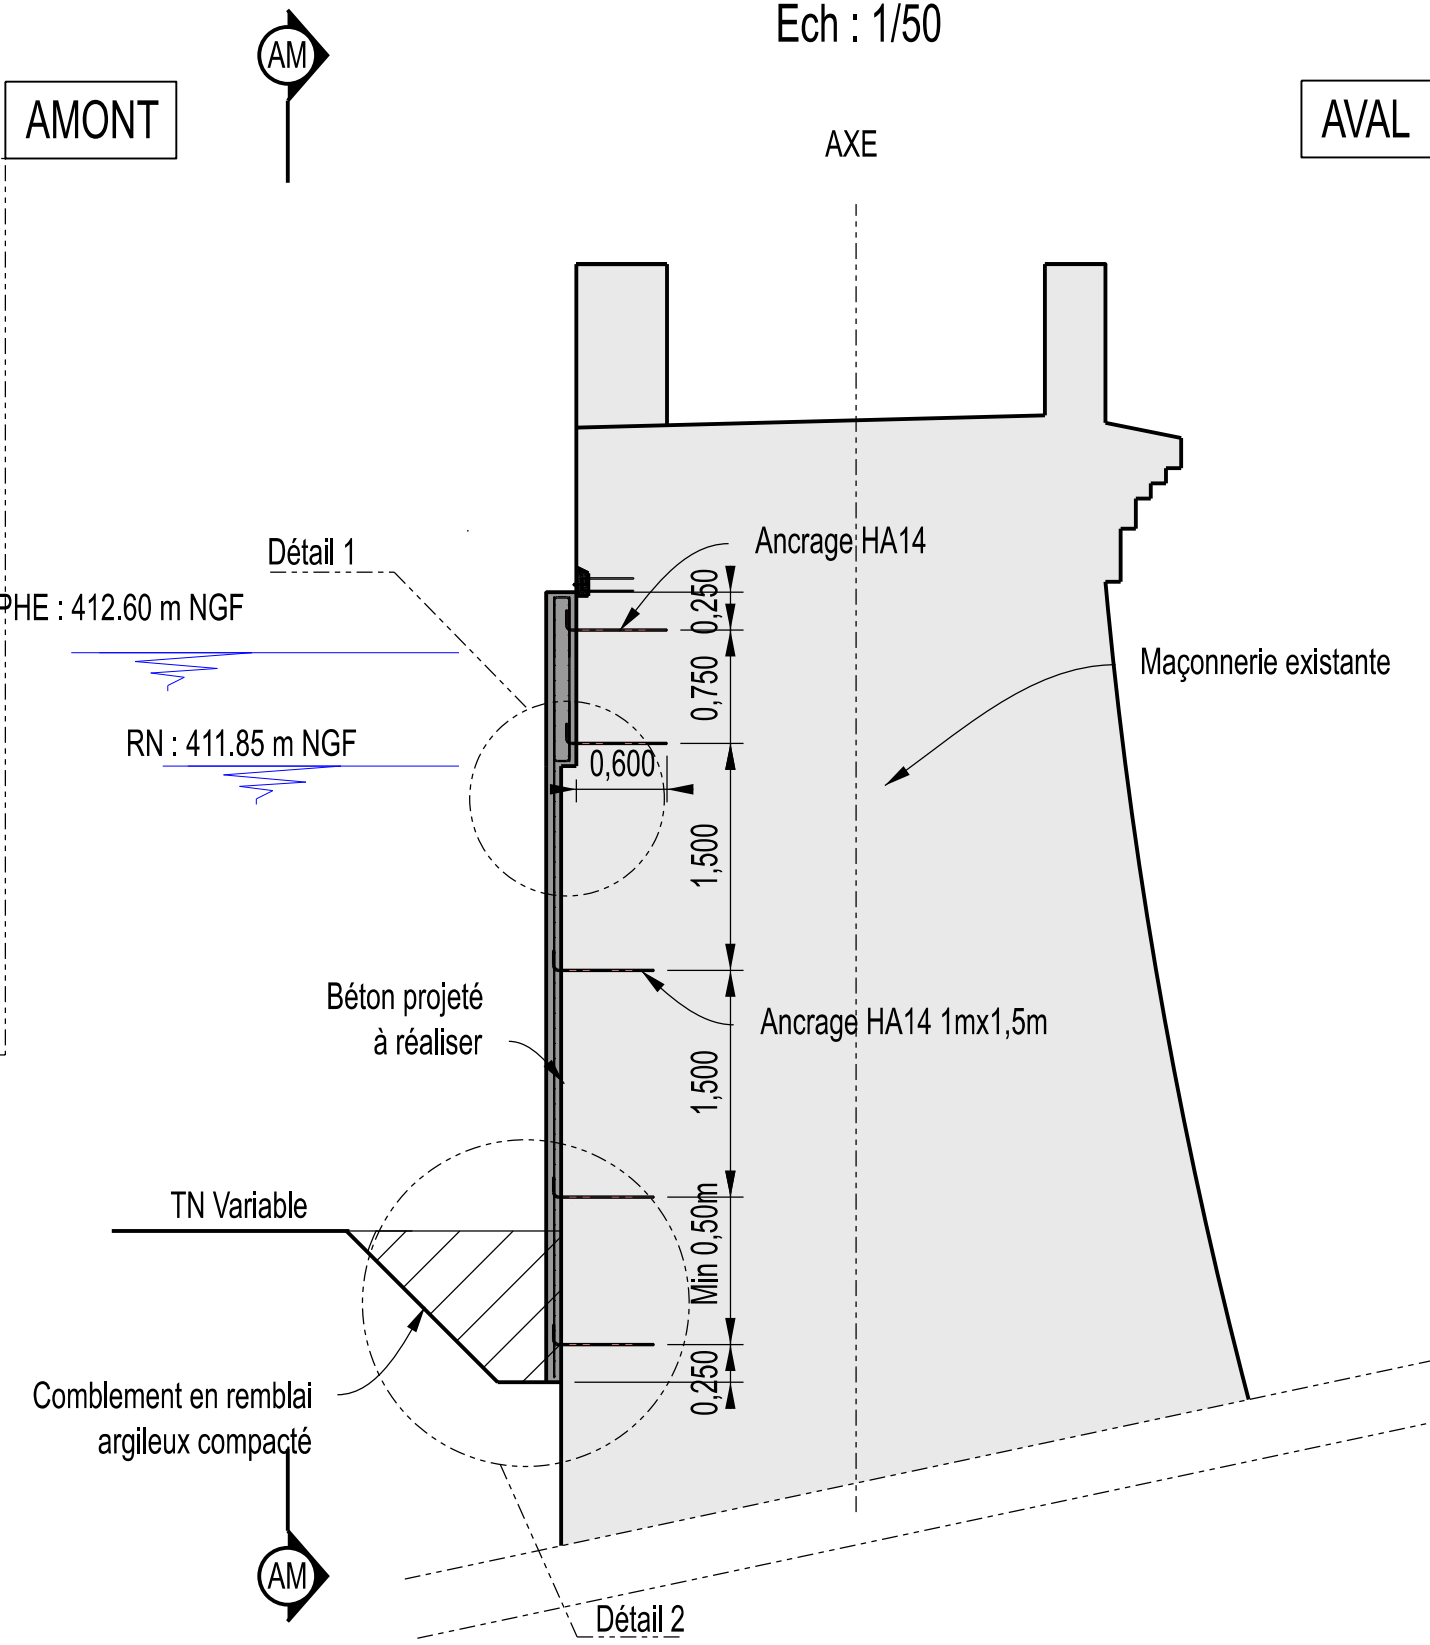 Ech : 1/50
AM
AMONT
AVAL
AXE
Ancrage HA14
Détail 1
0,250
PHE : 412.60 m NGF
Maçonnerie existante
0,750
RN : 411.85 m NGF
0,600
1,500
Béton projeté
à réaliser
Ancrage HA14 1mx1,5m
1,500
TN Variable
Min 0,50m
0,250
Comblement en remblai
argileux compacté
AM
Détail 2